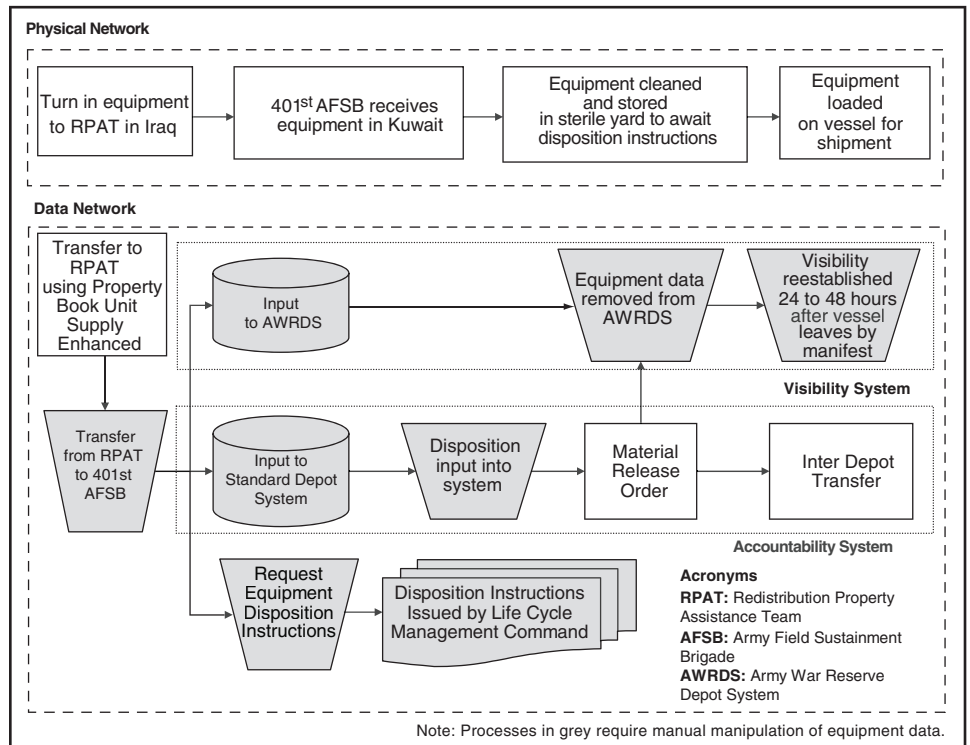 Physical Network
Turn in equipment
to RPAT in Iraq
401st AFSB receives
equipment in Kuwait
Equipment cleaned
and stored
in sterile yard to await
disposition instructions
Equipment
loaded
on vessel for
shipment
Data Network
Transfer to
RPAT
using Property
Book Unit
Supply
Enhanced
Input
to AWRDS
Equipment data
removed from
AWRDS
Visibility
reestablished
24 to 48 hours
after vessel
leaves by
manifest
Visibility System
Transfer
from RPAT
to 401st
AFSB
Input to
Standard Depot
System
Disposition
input into
system
Material
Release
Order
Inter Depot
Transfer
Accountability System
Request
Equipment
Disposition
Instructions
Disposition Instructions
Issued by Life Cycle
Management Command
Acronyms
RPAT: Redistribution Property
Assistance Team
AFSB: Army Field Sustainment
Brigade
AWRDS: Army War Reserve
Depot System
Note: Processes in grey require manual manipulation of equipment data.